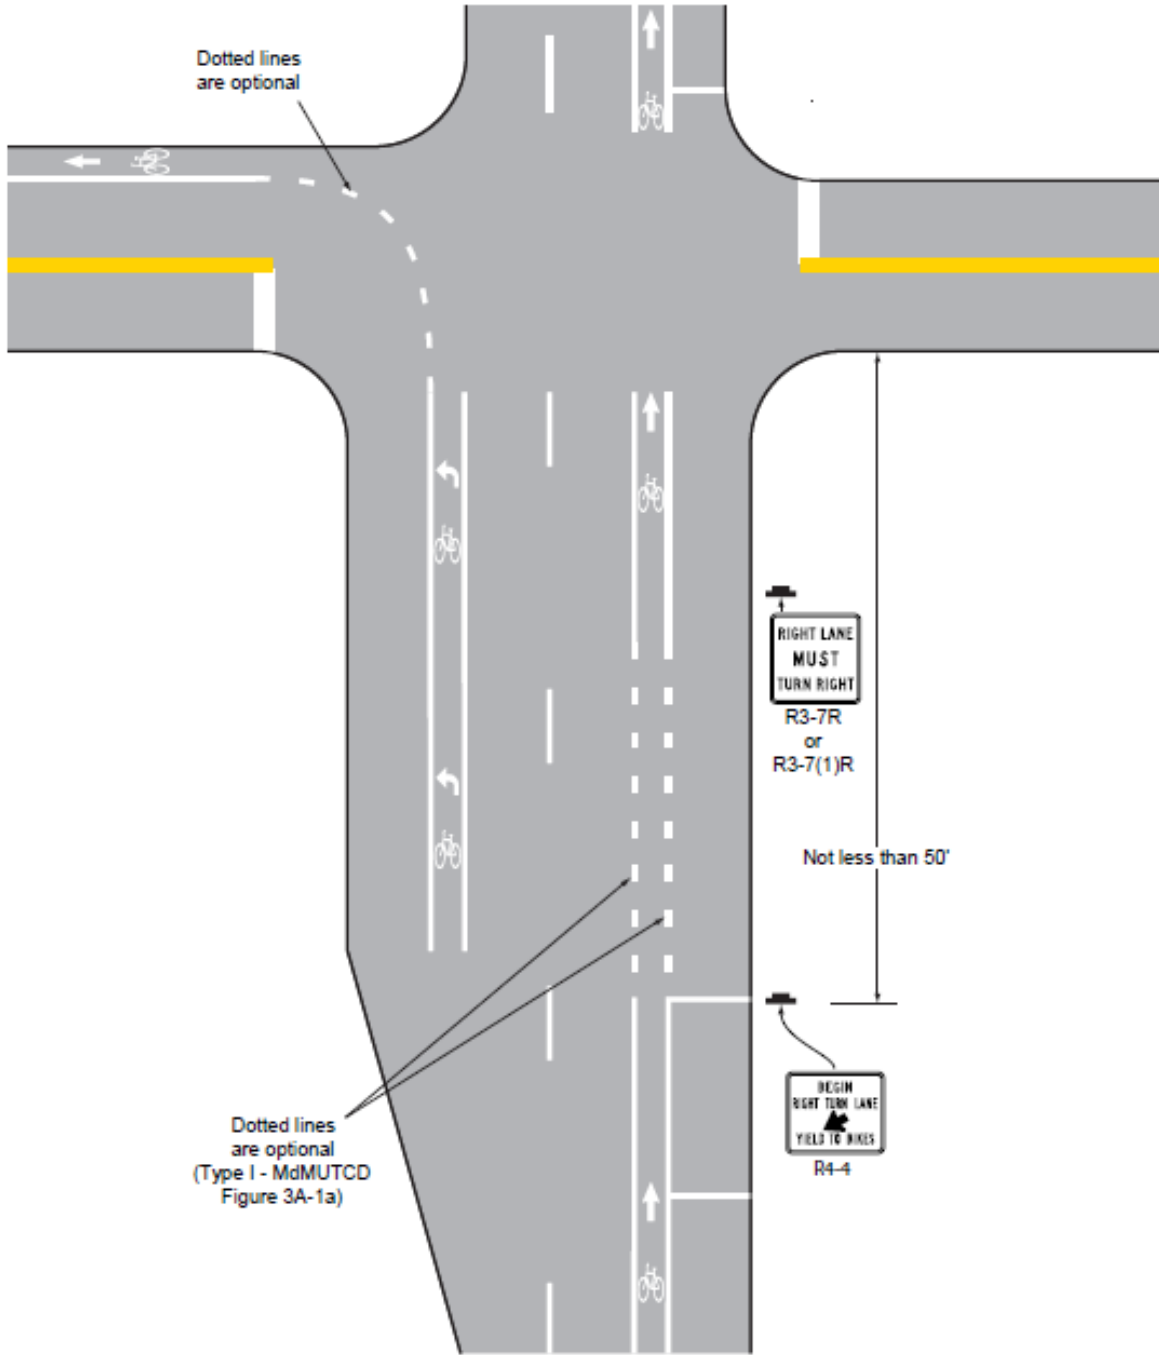 Dotted lines
are optional
RIGHT LANE
MUST
TURN RIGHT
R3-7R
or
R3-7(1)R
Not less than 50'
BEGIN
RIGHT TURN LANE
YIELD TO BIKES
R4-4
Dotted lines
are optional
(Type I - MdMUTCD
Figure 3A-1a)